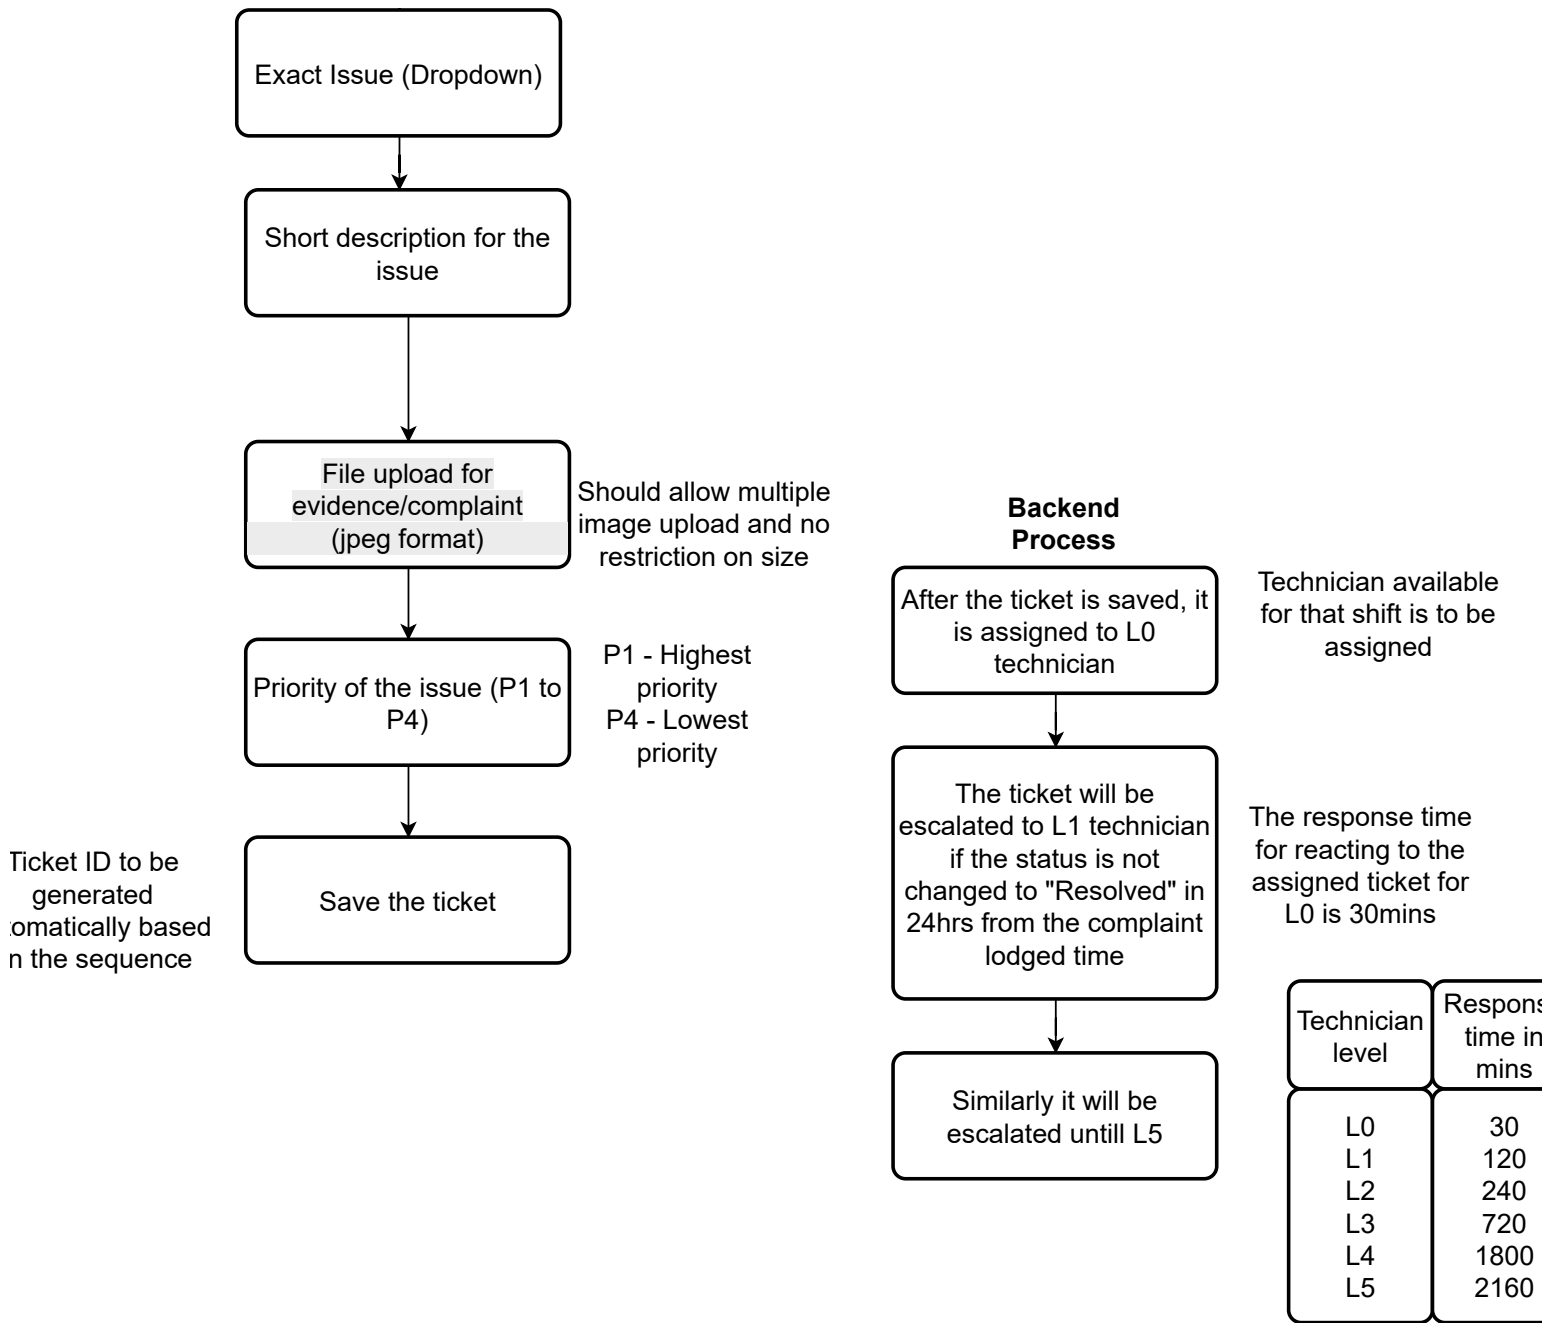 Exact Issue (Dropdown)
Short description for the
issue
File upload for
evidence/complaint
(jpeg format)
Should allow multiple
image upload and no
restriction on size
Priority of the issue (P1 to
P4)
P1 - Highest
priority
P4 - Lowest
priority
Ticket ID to be
generated
tomatically based
n the sequence
Save the ticket
Backend
Process
After the ticket is saved, it
is assigned to L0
technician
Technician available
for that shift is to be
assigned
The ticket will be
escalated to L1 technician
if the status is not
changed to "Resolved" in
24hrs from the complaint
lodged time
The response time
for reacting to the
assigned ticket for
L0 is 30mins
Similarly it will be
escalated untill L5
Technician
level
Respons
time in
mins
L0 30
L1 120
L2 240
L3 720
L4 1800
L5 2160